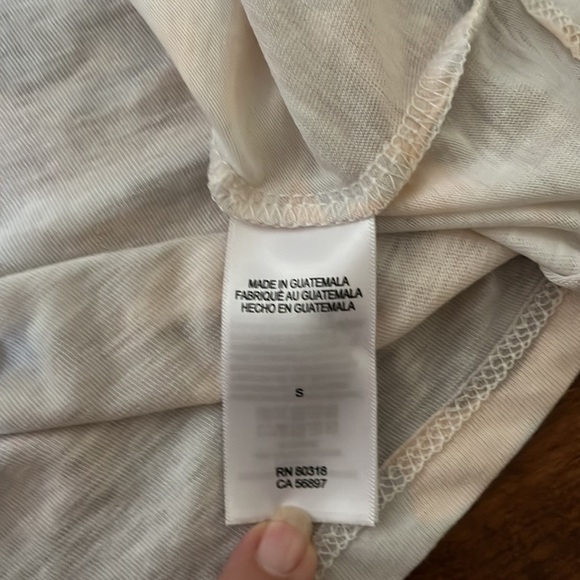 MADE IN GUATEMALA
FABRIQUÉ AU GUATEMALA
HECHO EN GUATEMALA
S
RN 80318
CA 56897